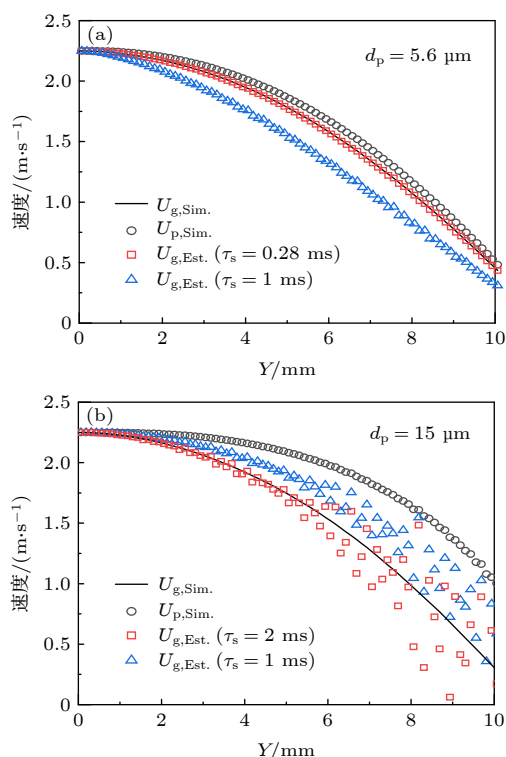 (a)
d_p = 5.6 µm
2.5
2.0
1.5
1.0
0.5
0
速度/(m·s⁻¹)
U_g,Sim.
U_p,Sim.
U_g,Est. (τ_s = 0.28 ms)
U_g,Est. (τ_s = 1 ms)
0 2 4 6 8 10
Y/mm
(b)
d_p = 15 µm
2.5
2.0
1.5
1.0
0.5
0
速度/(m·s⁻¹)
U_g,Sim.
U_p,Sim.
U_g,Est. (τ_s = 2 ms)
U_g,Est. (τ_s = 1 ms)
0 2 4 6 8 10
Y/mm